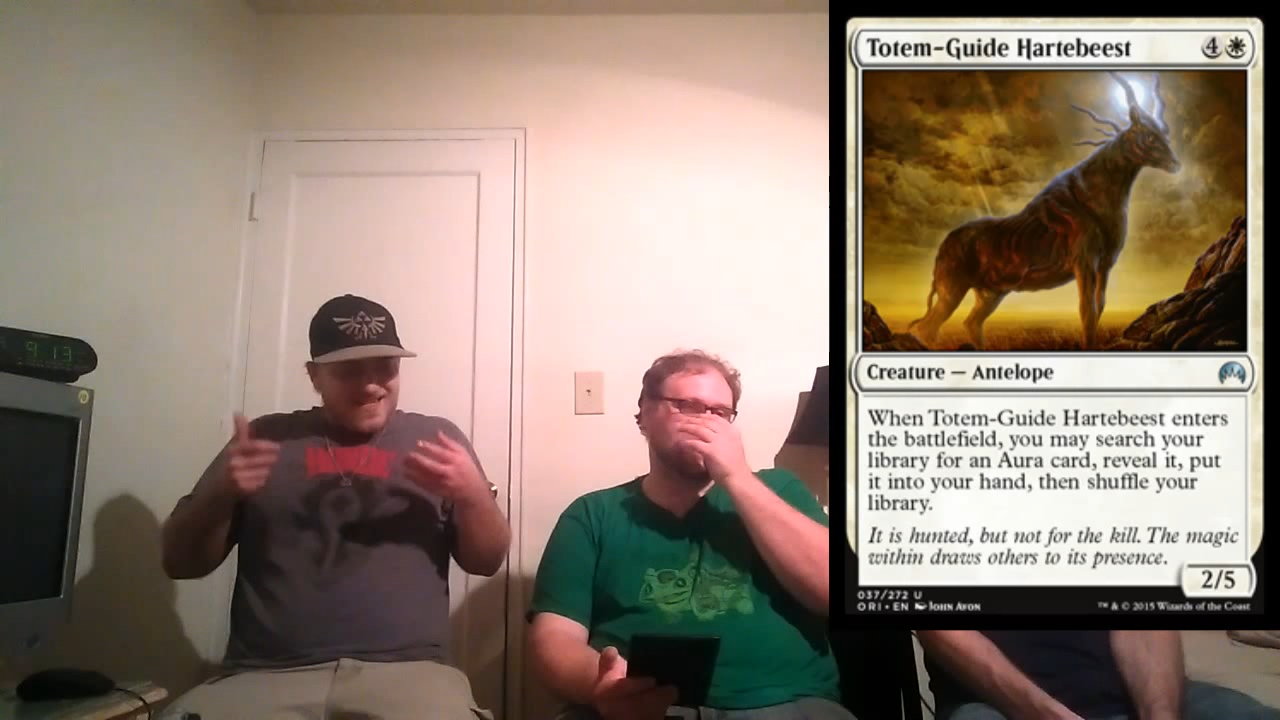 Totem-Guide Hartebeest 4
Creature — Antelope
When Totem-Guide Hartebeest enters
the battlefield, you may search your
library for an Aura card, reveal it, put
it into your hand, then shuffle your
library.
It is hunted, but not for the kill. The magic
within draws others to its presence.
2/5
037/272 U
ORI • EN John Avon
™ & © 2015 Wizards of the Coast
9:13